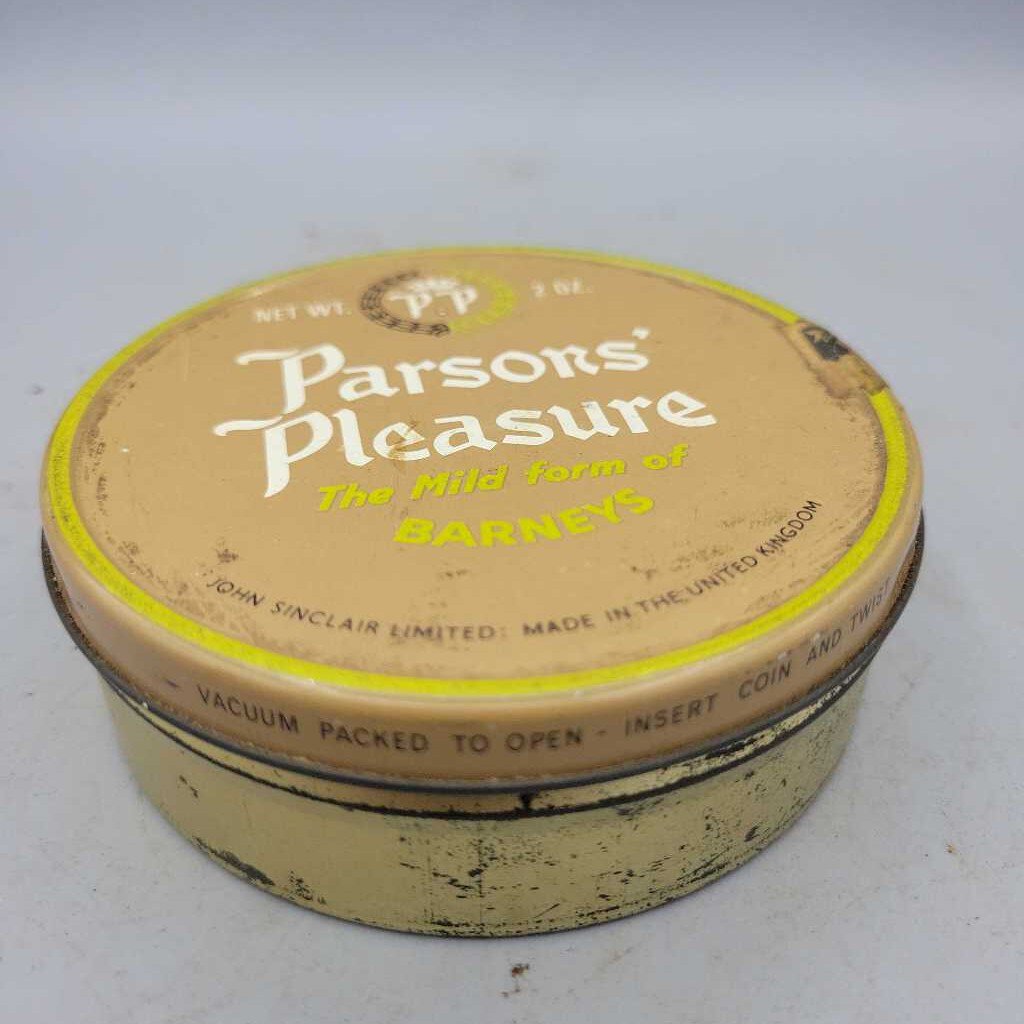 NET WT. P.P 2 OZ.
Parsons'
Pleasure
The Mild form of
BARNEYS
JOHN SINCLAIR LIMITED: MADE IN THE UNITED KINGDOM
- VACUUM PACKED TO OPEN - INSERT COIN AND TWIST